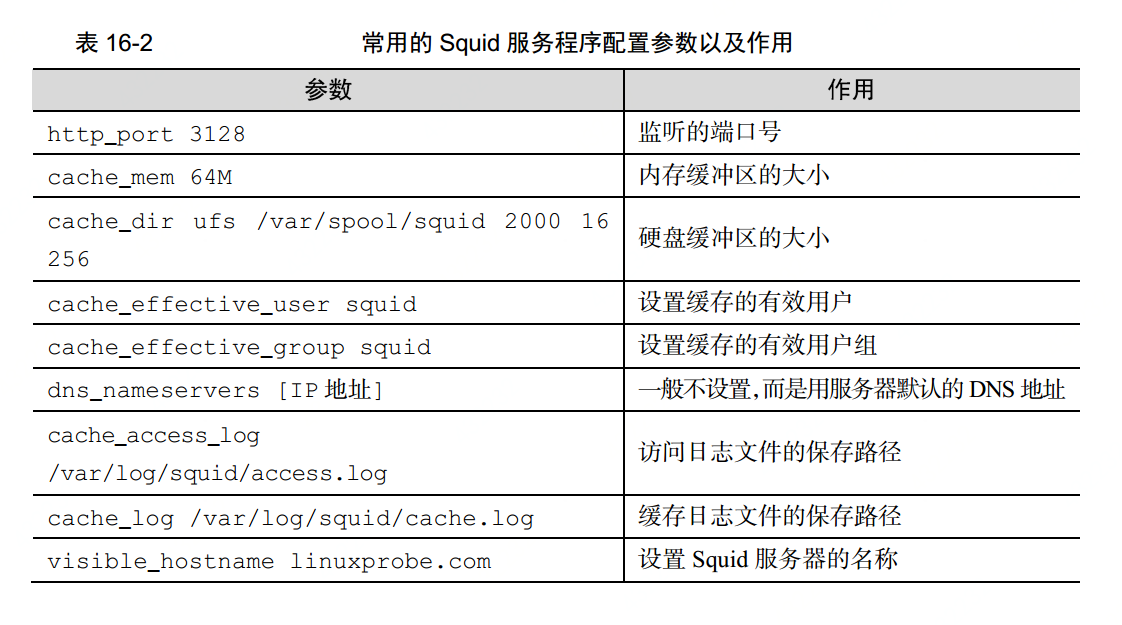 表 16-2 常用的 Squid 服务程序配置参数以及作用
参数 作用
http_port 3128 监听的端口号
cache_mem 64M 内存缓冲区的大小
cache_dir ufs /var/spool/squid 2000 16
256
硬盘缓冲区的大小
cache_effective_user squid 设置缓存的有效用户
cache_effective_group squid 设置缓存的有效用户组
dns_nameservers [IP 地址] 一般不设置,而是用服务器默认的 DNS 地址
cache_access_log
/var/log/squid/access.log
访问日志文件的保存路径
cache_log /var/log/squid/cache.log 缓存日志文件的保存路径
visible_hostname linuxprobe.com 设置 Squid 服务器的名称